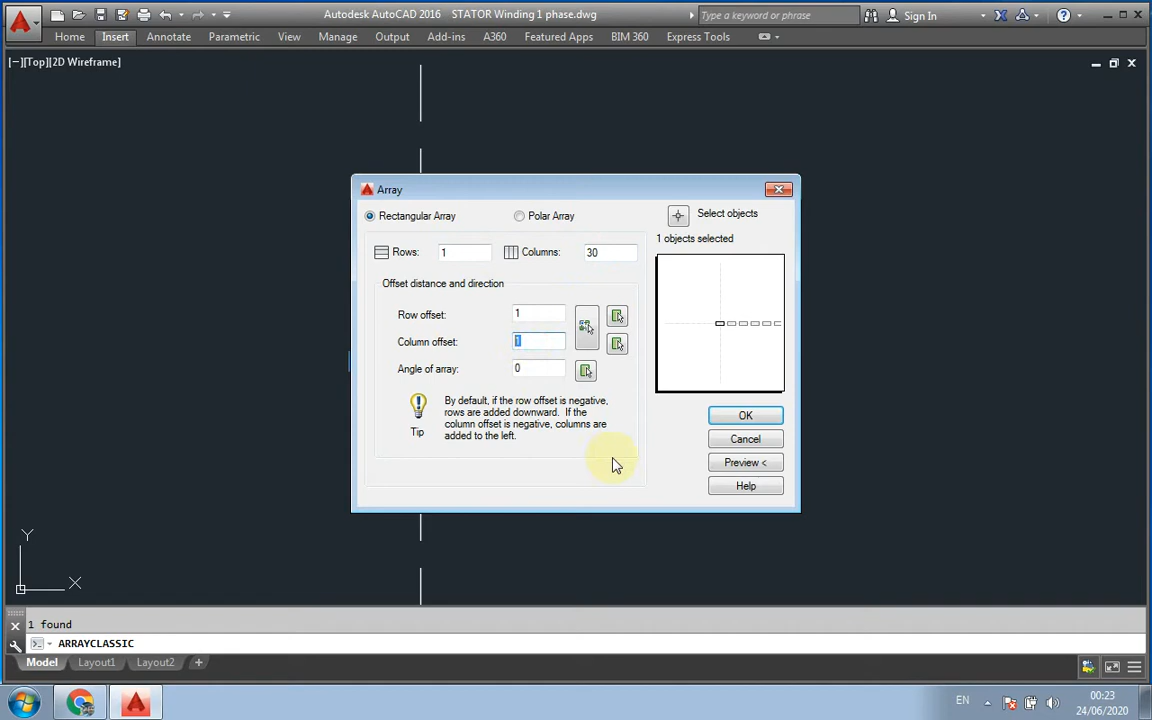 Autodesk AutoCAD 2016 STATOR Winding 1 phase.dwg
Type a keyword or phrase
Sign In
Home Insert Annotate Parametric View Manage Output Add-ins A360 Featured Apps BIM 360 Express Tools
[−][Top][2D Wireframe]
Array
Rectangular Array Polar Array
Select objects
1 objects selected
Rows: 1 Columns: 30
Offset distance and direction
Row offset: 1
Column offset: 1
Angle of array: 0
By default, if the row offset is negative,
rows are added downward. If the
column offset is negative, columns are
added to the left.
Tip
OK
Cancel
Preview <
Help
Y
X
1 found
ARRAYCLASSIC
Model Layout1 Layout2 +
EN
00:23
24/06/2020